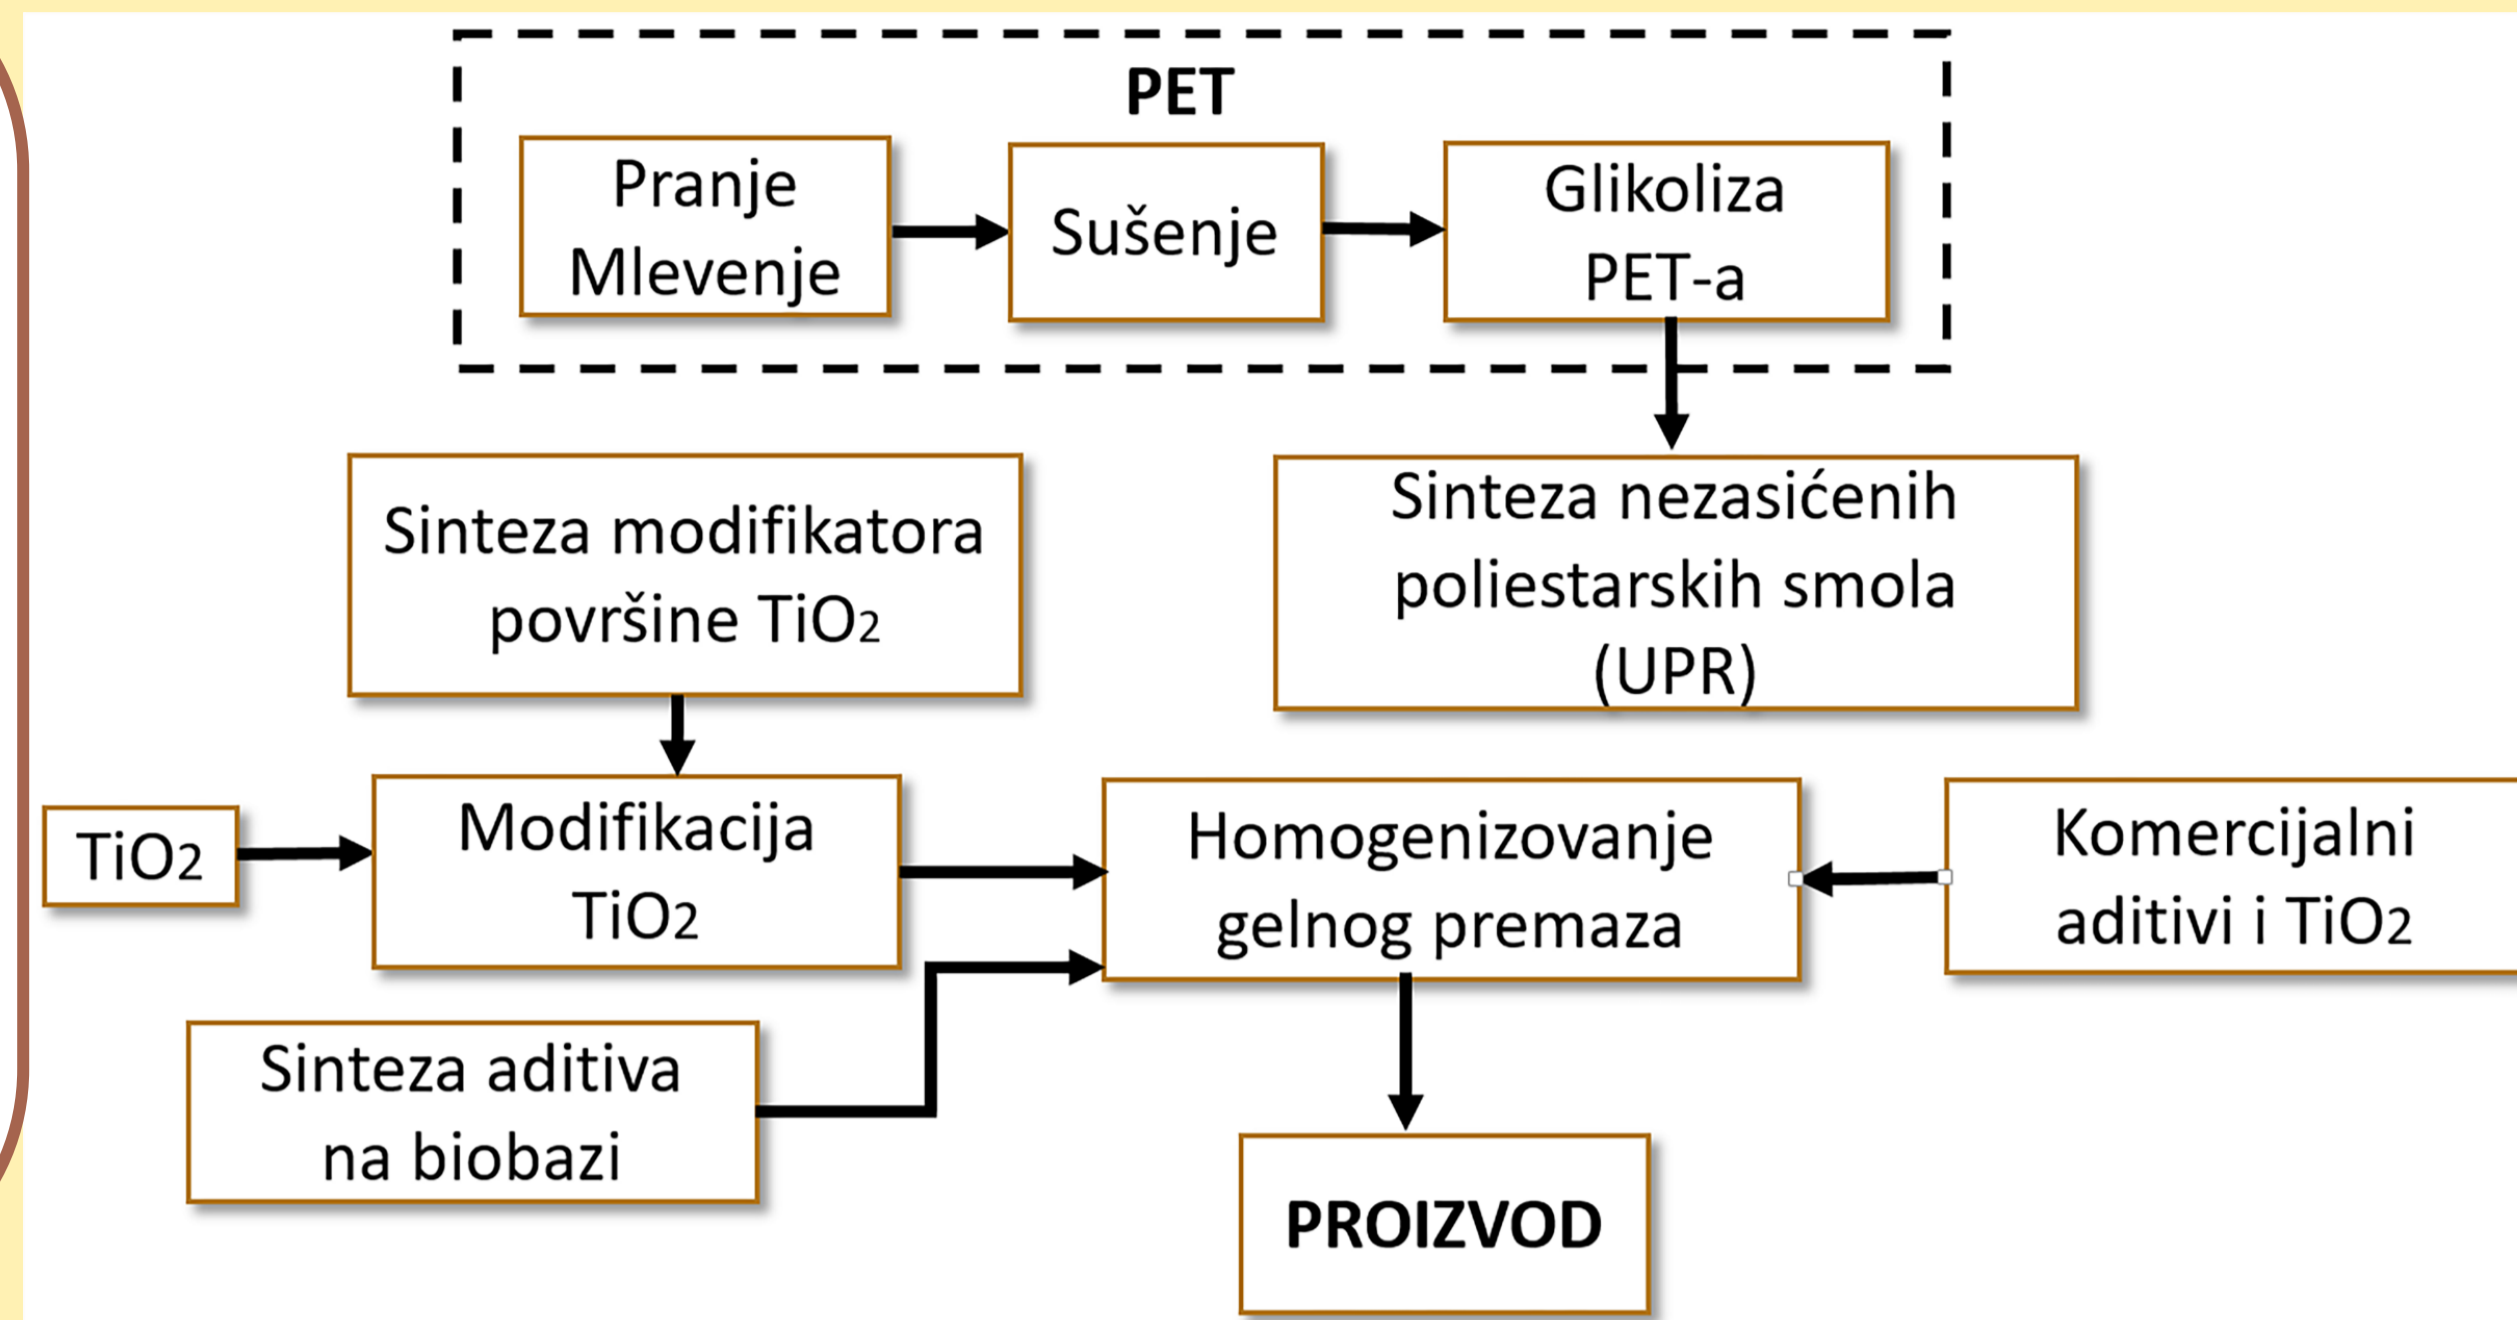 PET
Pranje
Mlevenje
Sušenje
Glikoliza
PET-a
Sinteza modifikatora
površine TiO2
Sinteza nezasićenih
poliestarskih smola
(UPR)
TiO2
Modifikacija
TiO2
Homogenizovanje
gelnog premaza
Komercijalni
aditivi i TiO2
Sinteza aditiva
na biobazi
PROIZVOD